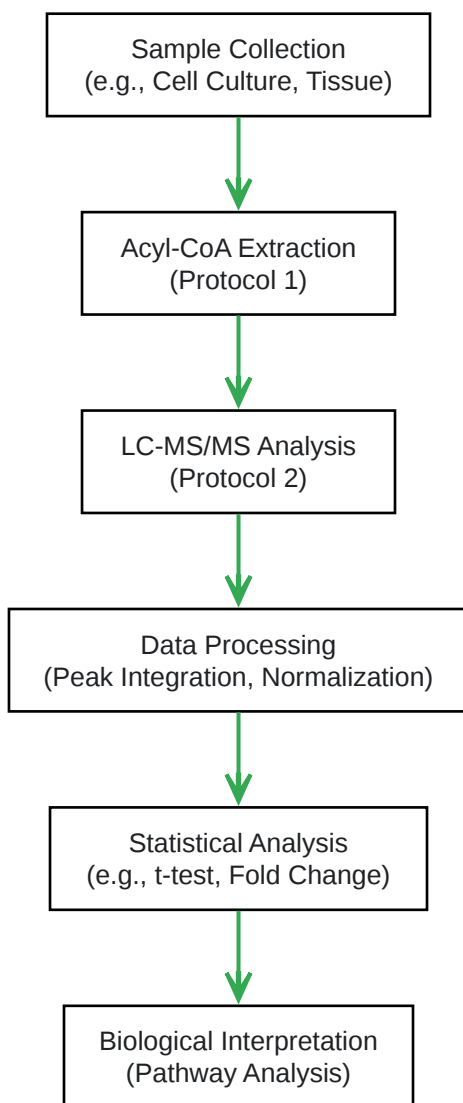 Sample Collection
(e.g., Cell Culture, Tissue)
Acyl-CoA Extraction
(Protocol 1)
LC-MS/MS Analysis
(Protocol 2)
Data Processing
(Peak Integration, Normalization)
Statistical Analysis
(e.g., t-test, Fold Change)
Biological Interpretation
(Pathway Analysis)